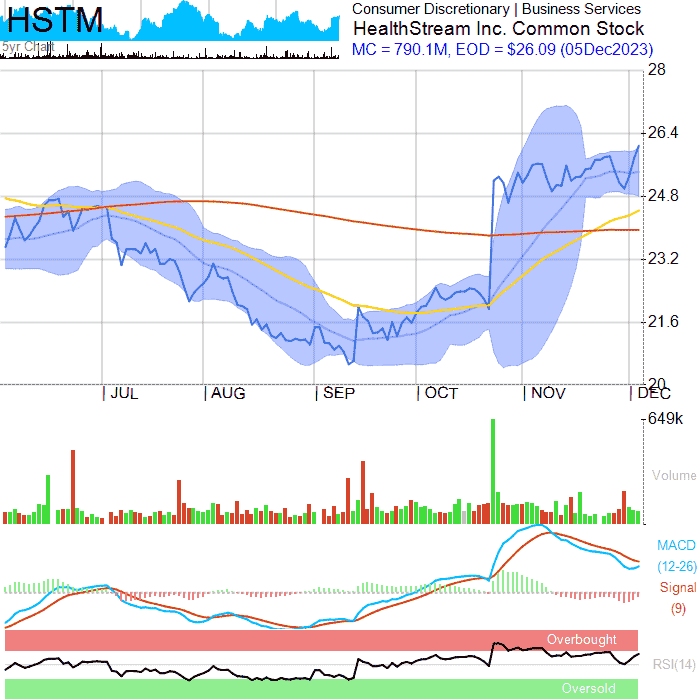 HSTM
5yr Chart
Consumer Discretionary | Business Services
HealthStream Inc. Common Stock
MC = 790.1M, EOD = $26.09 (05Dec2023)
28
26.4
24.8
23.2
21.6
20
JUL
AUG
SEP
OCT
NOV
DEC
649k
Volume
MACD
(12-26)
Signal
(9)
Overbought
RSI(14)
Oversold